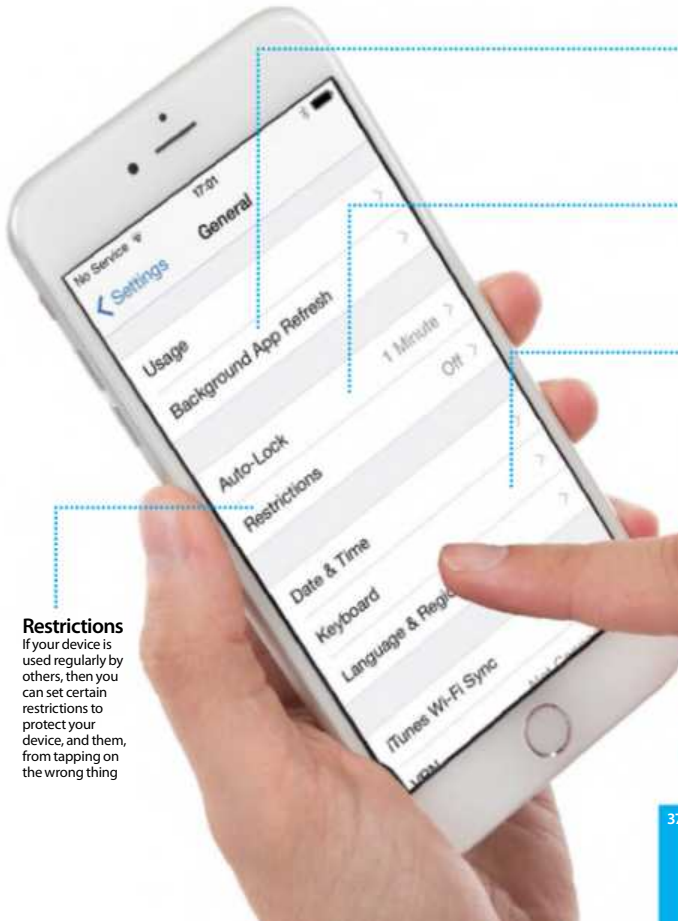 No Service 17:01
Settings General
Usage
Background App Refresh
Auto-Lock 1 Minute
Restrictions Off
Date & Time
Keyboard
Language &
iTunes Wi-Fi Sync
VPN
Restrictions
If your device is
used regularly by
others, then you
can set certain
restrictions to
protect your
device, and them,
from tapping on
the wrong thing
37